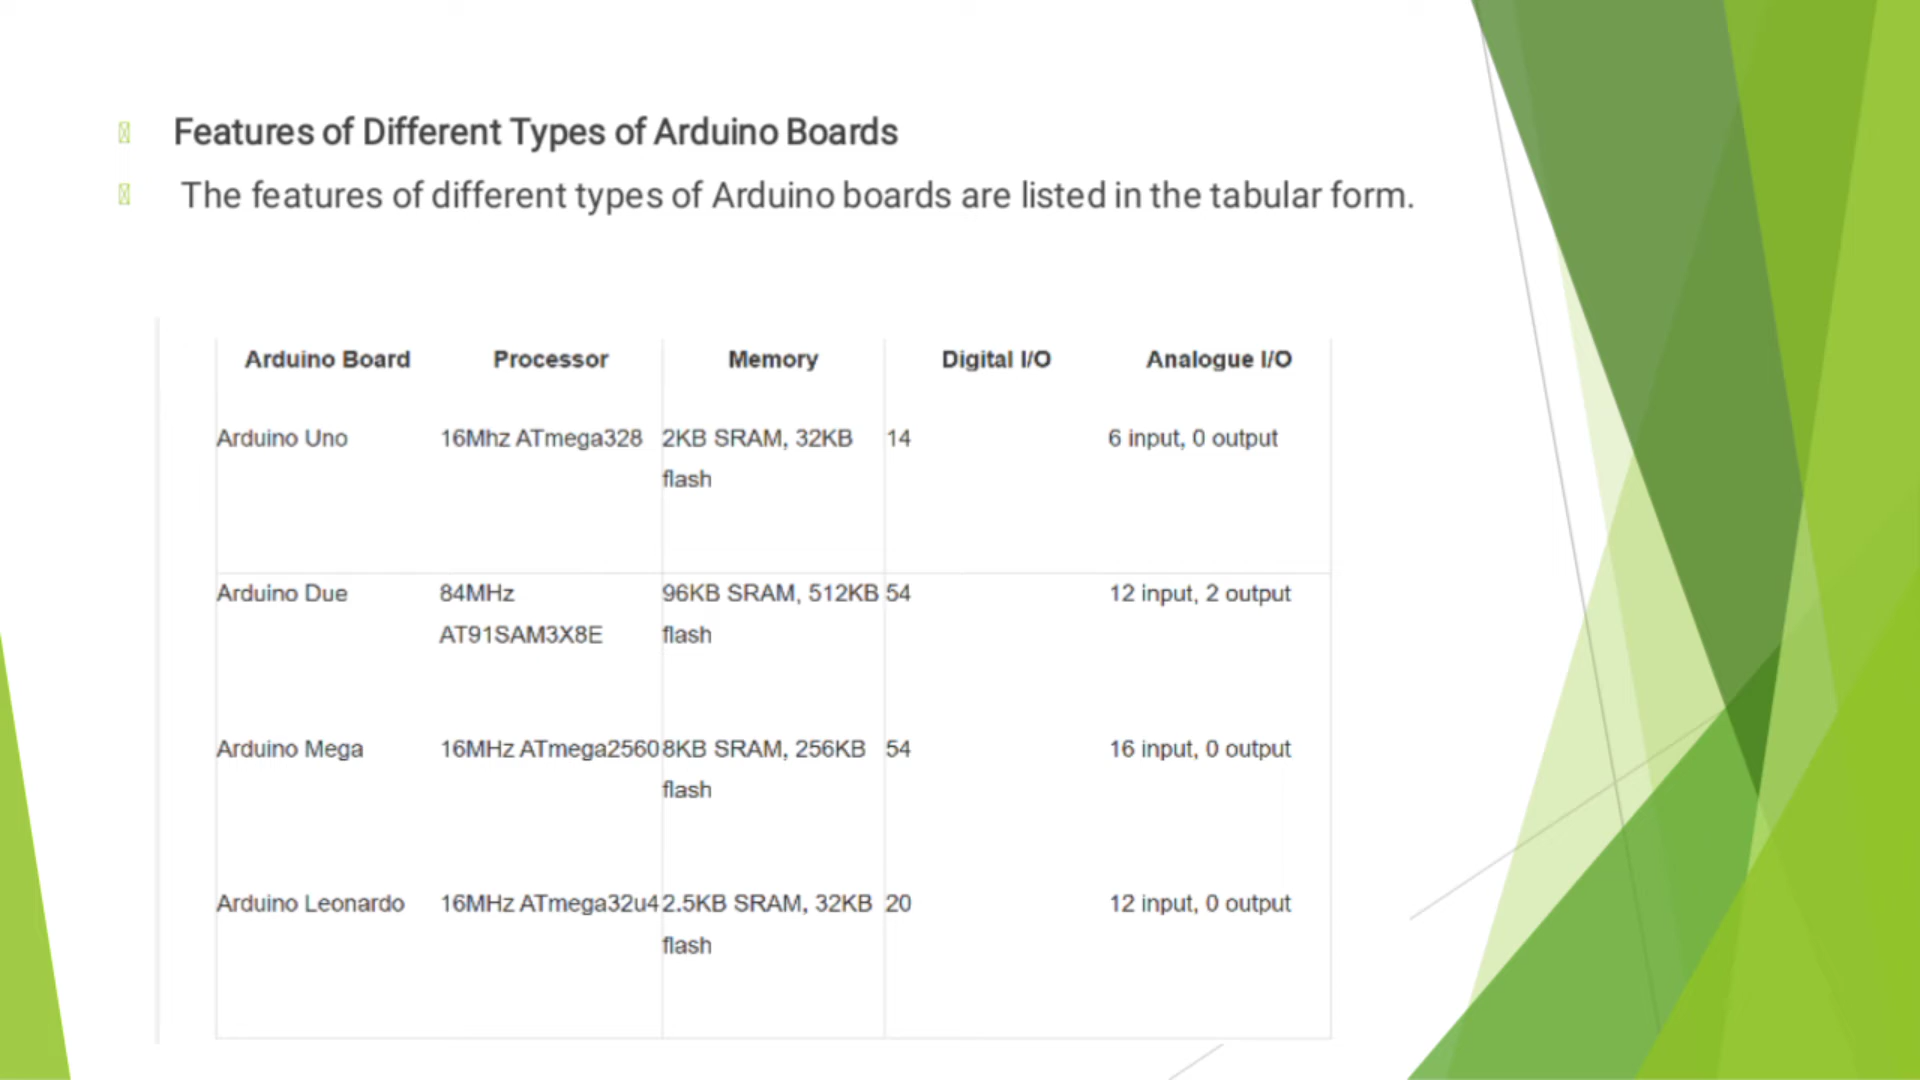 Features of Different Types of Arduino Boards
The features of different types of Arduino boards are listed in the tabular form.
Arduino Board Processor Memory Digital I/O Analogue I/O
Arduino Uno 16Mhz ATmega328 2KB SRAM, 32KB 14 6 input, 0 output
flash
Arduino Due 84MHz 96KB SRAM, 512KB 54 12 input, 2 output
AT91SAM3X8E flash
Arduino Mega 16MHz ATmega2560 8KB SRAM, 256KB 54 16 input, 0 output
flash
Arduino Leonardo 16MHz ATmega32u4 2.5KB SRAM, 32KB 20 12 input, 0 output
flash